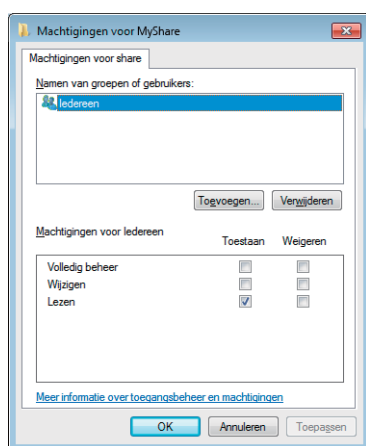 Machtigingen voor MyShare
Machtigingen voor share
Namen van groepen of gebruikers:
Iedereen
Toevoegen... Verwijderen
Machtigingen voor Iedereen Toestaan Weigeren
Volledig beheer
Wijzigen
Lezen
Meer informatie over toegangsbeheer en machtigingen
OK Annuleren Toepassen